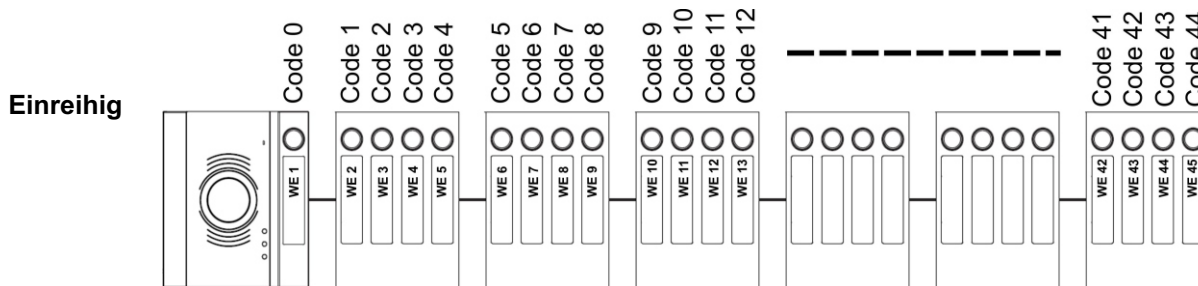 Einreihig
Code 0
Code 1
Code 2
Code 3
Code 4
Code 5
Code 6
Code 7
Code 8
Code 9
Code 10
Code 11
Code 12
Code 41
Code 42
Code 43
Code 44
WE 1
WE 2
WE 3
WE 4
WE 5
WE 6
WE 7
WE 8
WE 9
WE 10
WE 11
WE 12
WE 13
WE 42
WE 43
WE 44
WE 45